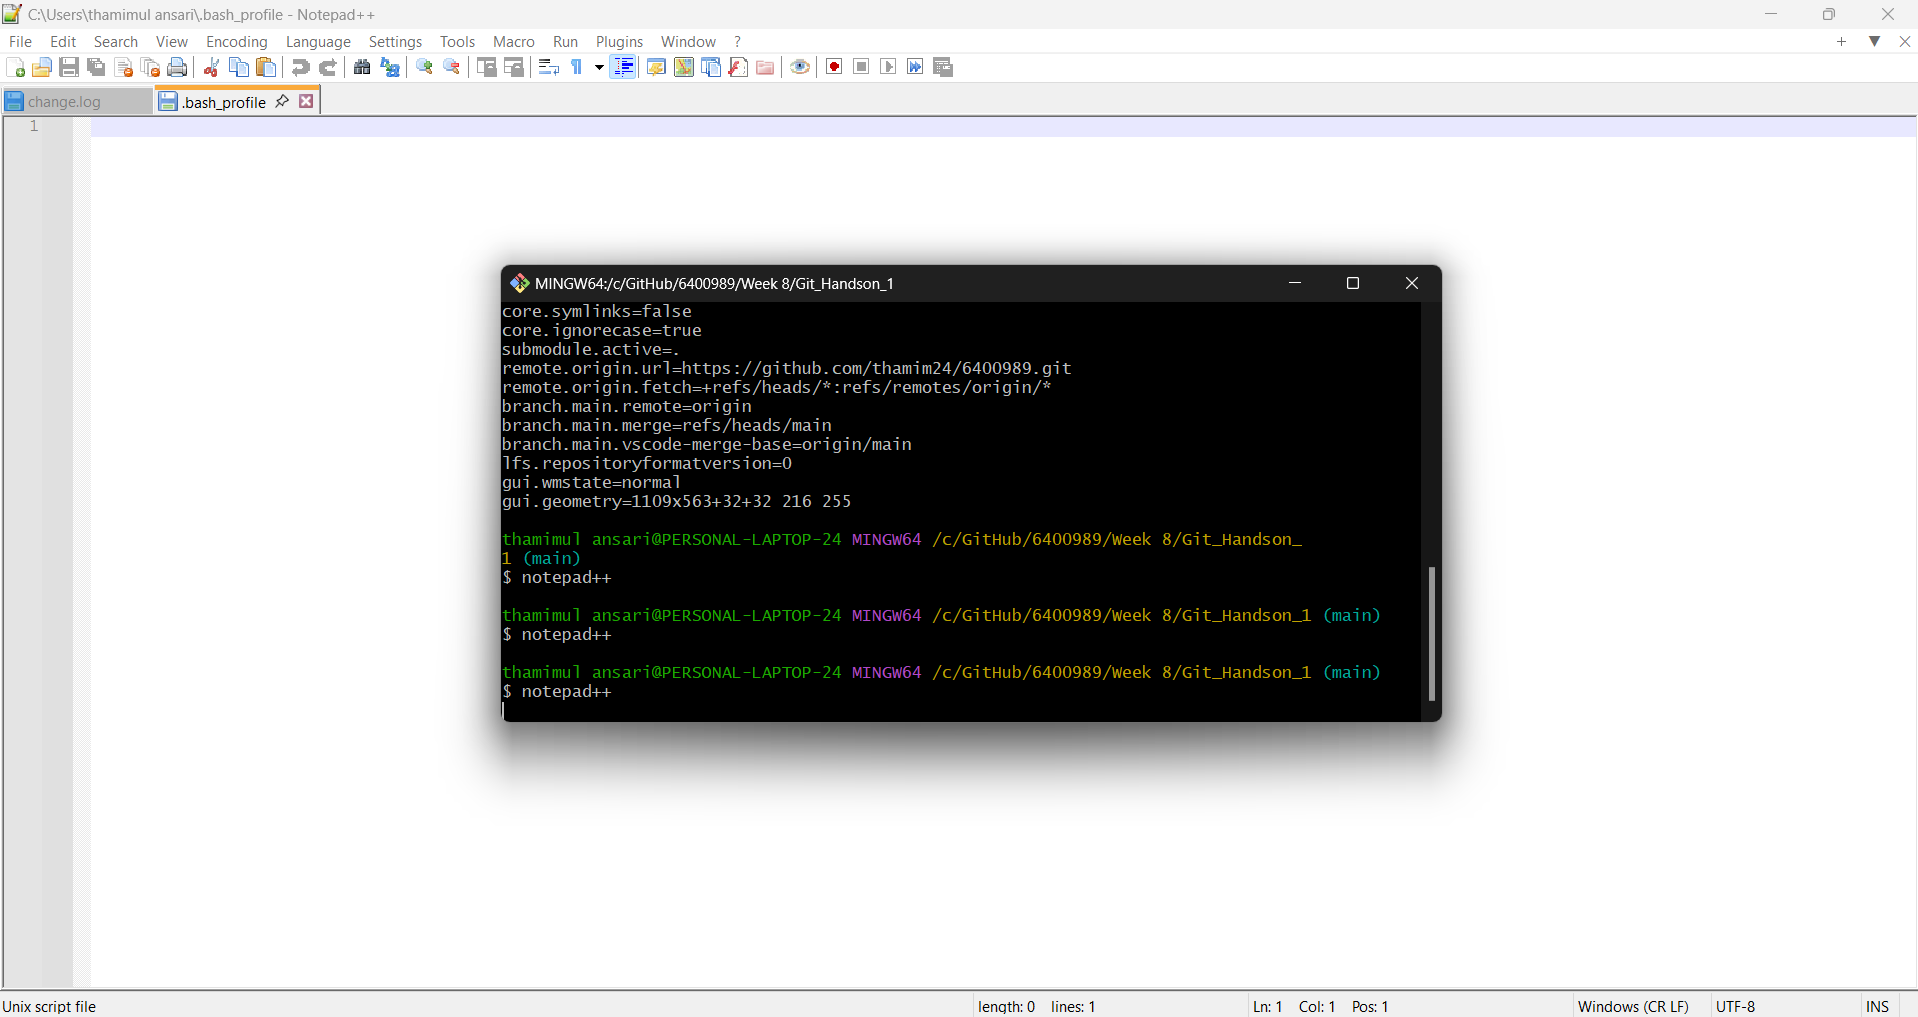 C:\Users\thamimul ansari\.bash_profile - Notepad++
File Edit Search View Encoding Language Settings Tools Macro Run Plugins Window ?
change.log .bash_profile
1
MINGW64:/c/GitHub/6400989/Week 8/Git_Handson_1
core.symlinks=false
core.ignorecase=true
submodule.active=.
remote.origin.url=https://github.com/thamim24/6400989.git
remote.origin.fetch=+refs/heads/*:refs/remotes/origin/*
branch.main.remote=origin
branch.main.merge=refs/heads/main
branch.main.vscode-merge-base=origin/main
lfs.repositoryformatversion=0
gui.wmstate=normal
gui.geometry=1109x563+32+32 216 255
thamimul ansari@PERSONAL-LAPTOP-24 MINGW64 /c/GitHub/6400989/Week 8/Git_Handson_
1 (main)
$ notepad++
thamimul ansari@PERSONAL-LAPTOP-24 MINGW64 /c/GitHub/6400989/Week 8/Git_Handson_1 (main)
$ notepad++
thamimul ansari@PERSONAL-LAPTOP-24 MINGW64 /c/GitHub/6400989/Week 8/Git_Handson_1 (main)
$ notepad++
Unix script file length: 0 lines: 1 Ln: 1 Col: 1 Pos: 1 Windows (CR LF) UTF-8 INS